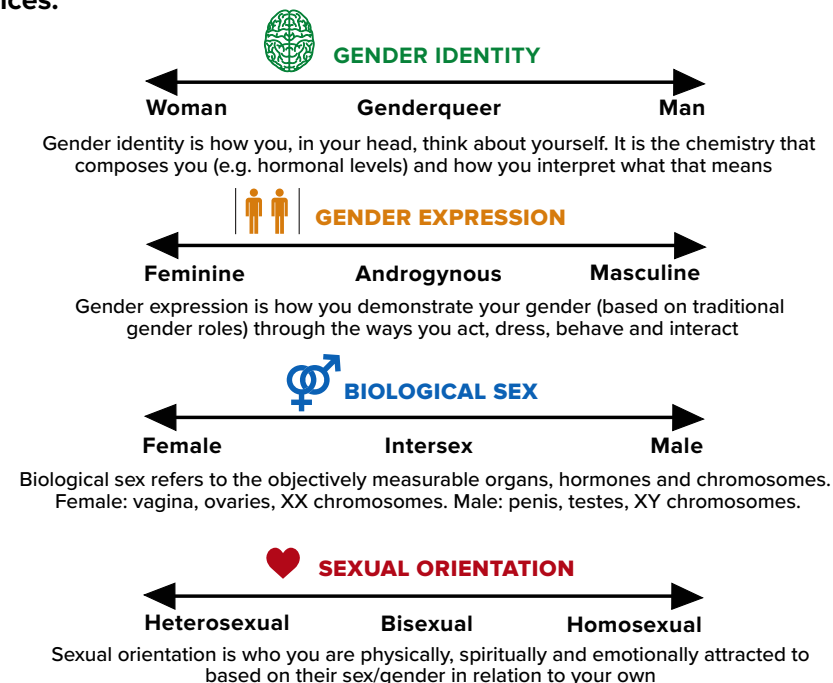 GENDER IDENTITY
Woman Genderqueer Man
Gender identity is how you, in your head, think about yourself. It is the chemistry that
composes you (e.g. hormonal levels) and how you interpret what that means
GENDER EXPRESSION
Feminine Androgynous Masculine
Gender expression is how you demonstrate your gender (based on traditional
gender roles) through the ways you act, dress, behave and interact
BIOLOGICAL SEX
Female Intersex Male
Biological sex refers to the objectively measurable organs, hormones and chromosomes.
Female: vagina, ovaries, XX chromosomes. Male: penis, testes, XY chromosomes.
SEXUAL ORIENTATION
Heterosexual Bisexual Homosexual
Sexual orientation is who you are physically, spiritually and emotionally attracted to
based on their sex/gender in relation to your own